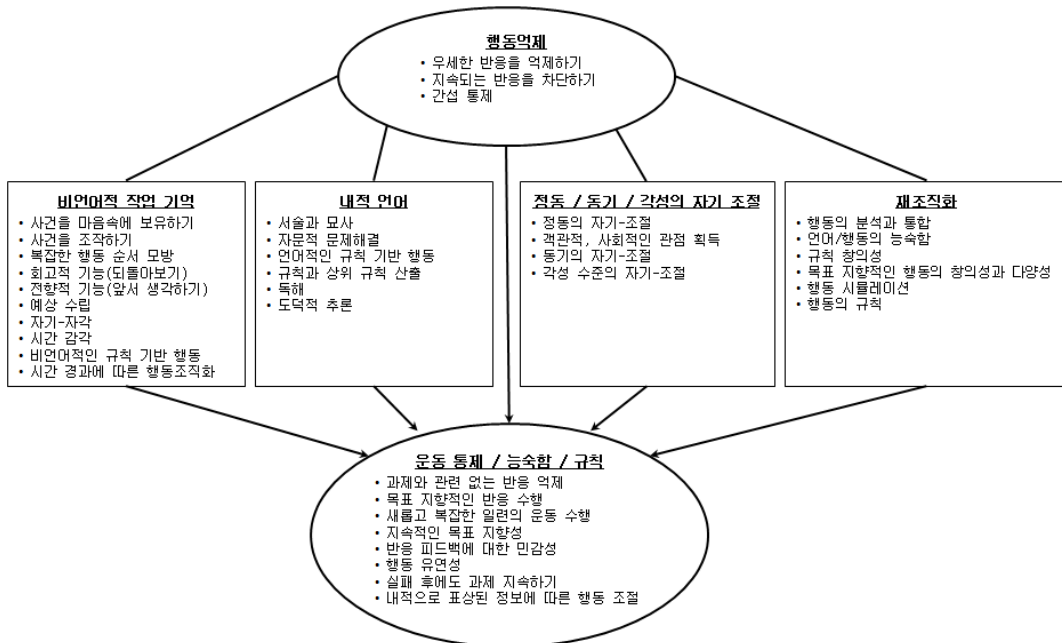 행동억제
• 우세한 반응을 억제하기
• 지속되는 반응을 차단하기
• 간섭 통제
비언어적 작업 기억
• 사건을 마음속에 보유하기
• 사건을 조작하기
• 복잡한 행동 순서 모방
• 회고적 기능(되돌아보기)
• 전향적 기능(앞서 생각하기)
• 예상 수립
• 자기-자각
• 시간 감각
• 비언어적인 규칙 기반 행동
• 시간 경과에 따른 행동조직화
내적 언어
• 서술과 묘사
• 자문적 문제해결
• 언어적인 규칙 기반 행동
• 규칙과 상위 규칙 산출
• 독해
• 도덕적 추론
정동 / 동기 / 각성의 자기 조절
• 정동의 자기-조절
• 객관적, 사회적인 관점 획득
• 동기의 자기-조절
• 각성 수준의 자기-조절
재조직화
• 행동의 분석과 통합
• 언어/행동의 능숙함
• 규칙 창의성
• 목표 지향적인 행동의 창의성과 다양성
• 행동 시뮬레이션
• 행동의 규칙
운동 통제 / 능숙함 / 규칙
• 과제와 관련 없는 반응 억제
• 목표 지향적인 반응 수행
• 새롭고 복잡한 일련의 운동 수행
• 지속적인 목표 지향성
• 반응 피드백에 대한 민감성
• 행동 유연성
• 실패 후에도 과제 지속하기
• 내적으로 표상된 정보에 따른 행동 조절